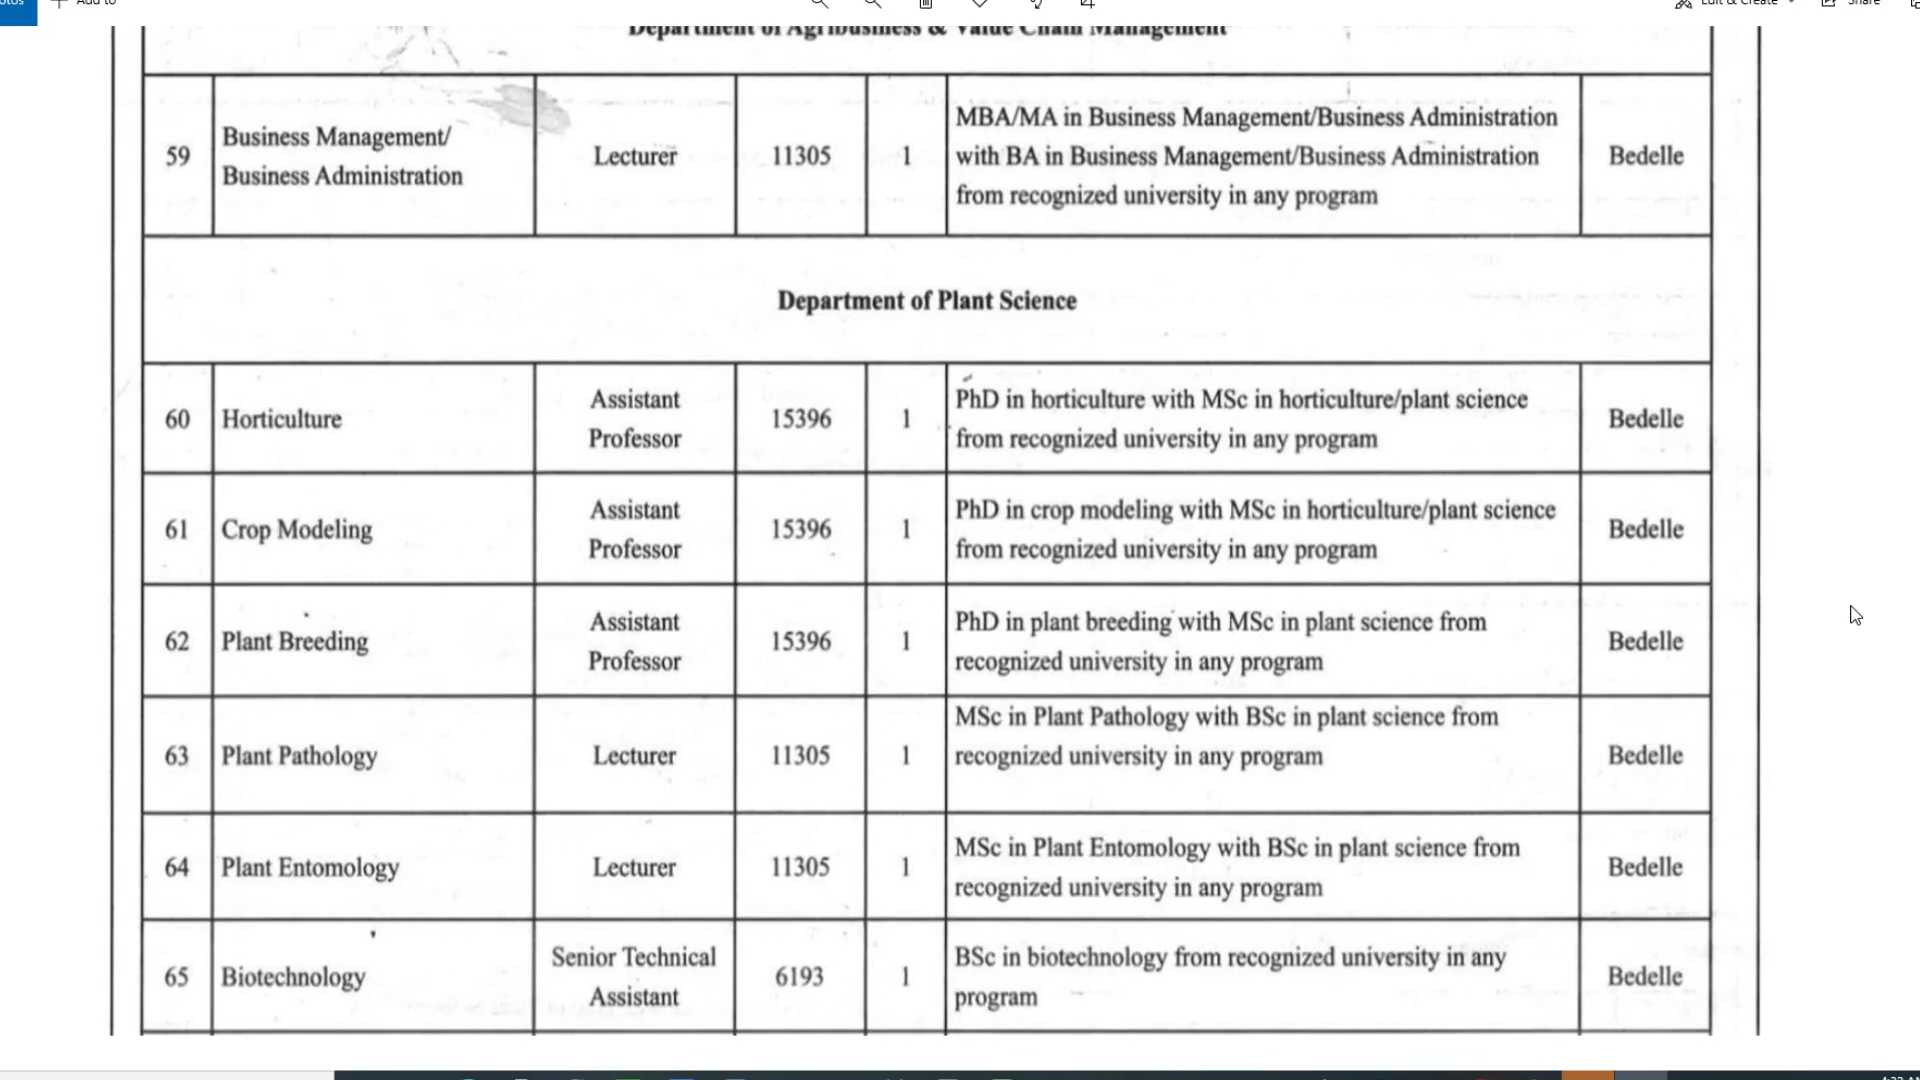 Add to
Edit & Create
Share
Department of Agribusiness & Value Chain Management
59
Business Management/
Business Administration
Lecturer
11305
1
MBA/MA in Business Management/Business Administration
with BA in Business Management/Business Administration
from recognized university in any program
Bedelle
Department of Plant Science
60
Horticulture
Assistant
Professor
15396
1
PhD in horticulture with MSc in horticulture/plant science
from recognized university in any program
Bedelle
61
Crop Modeling
Assistant
Professor
15396
1
PhD in crop modeling with MSc in horticulture/plant science
from recognized university in any program
Bedelle
62
Plant Breeding
Assistant
Professor
15396
1
PhD in plant breeding with MSc in plant science from
recognized university in any program
Bedelle
63
Plant Pathology
Lecturer
11305
1
MSc in Plant Pathology with BSc in plant science from
recognized university in any program
Bedelle
64
Plant Entomology
Lecturer
11305
1
MSc in Plant Entomology with BSc in plant science from
recognized university in any program
Bedelle
65
Biotechnology
Senior Technical
Assistant
6193
1
BSc in biotechnology from recognized university in any
program
Bedelle